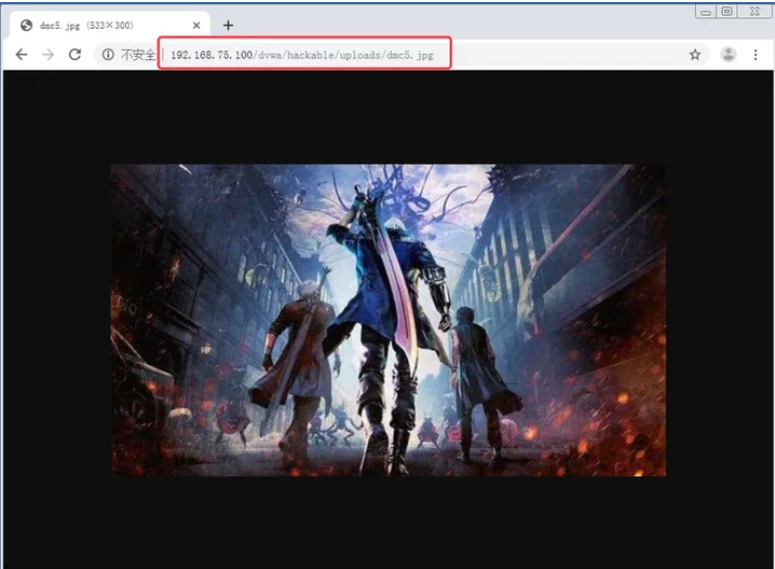 dmc5.jpg (533×300)
不安全 192.168.75.100/dvwa/hackable/uploads/dmc5.jpg